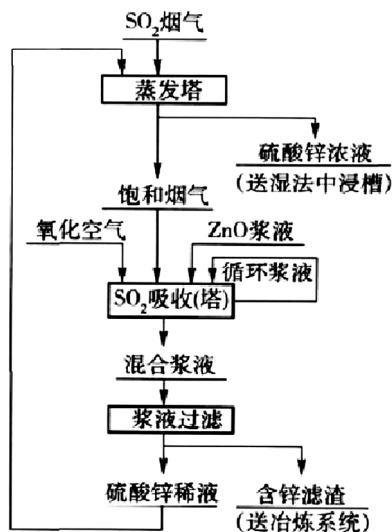 SO₂烟气
蒸发塔
硫酸锌浓液
(送湿法中浸槽)
饱和烟气
氧化空气
ZnO浆液
循环浆液
SO₂吸收(塔)
混合浆液
浆液过滤
硫酸锌稀液
含锌滤渣
(送冶炼系统)